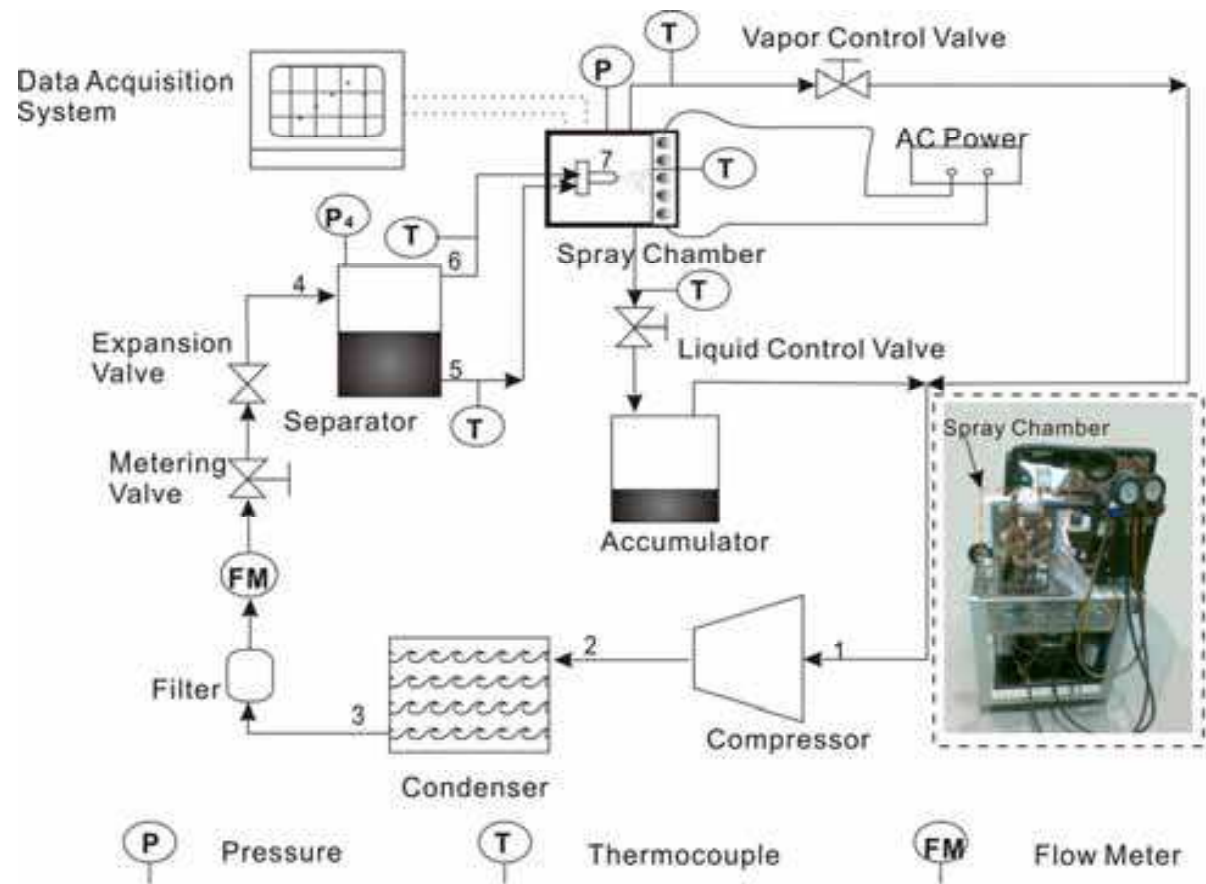 T
Vapor Control Valve
P
Data Acquisition
System
AC Power
7
T
P4
T
Spray Chamber
6
4
T
Expansion
Valve
Liquid Control Valve
5
Separator
T
Spray Chamber
Metering
Valve
Accumulator
FM
2
1
Filter
3
Compressor
Condenser
P
Pressure
T
Thermocouple
FM
Flow Meter